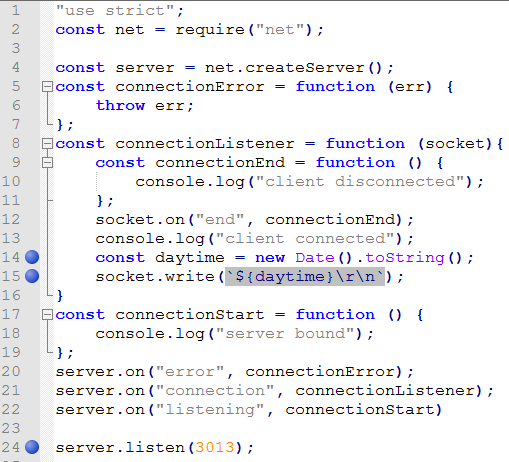 1 "use strict";
2 const net = require("net");
3
4 const server = net.createServer();
5 const connectionError = function (err) {
6     throw err;
7 };
8 const connectionListener = function (socket){
9     const connectionEnd = function () {
10         console.log("client disconnected");
11     };
12     socket.on("end", connectionEnd);
13     console.log("client connected");
14     const daytime = new Date().toString();
15     socket.write(`${daytime}\r\n`);
16 }
17 const connectionStart = function () {
18     console.log("server bound");
19 };
20 server.on("error", connectionError);
21 server.on("connection", connectionListener);
22 server.on("listening", connectionStart)
23
24 server.listen(3013);